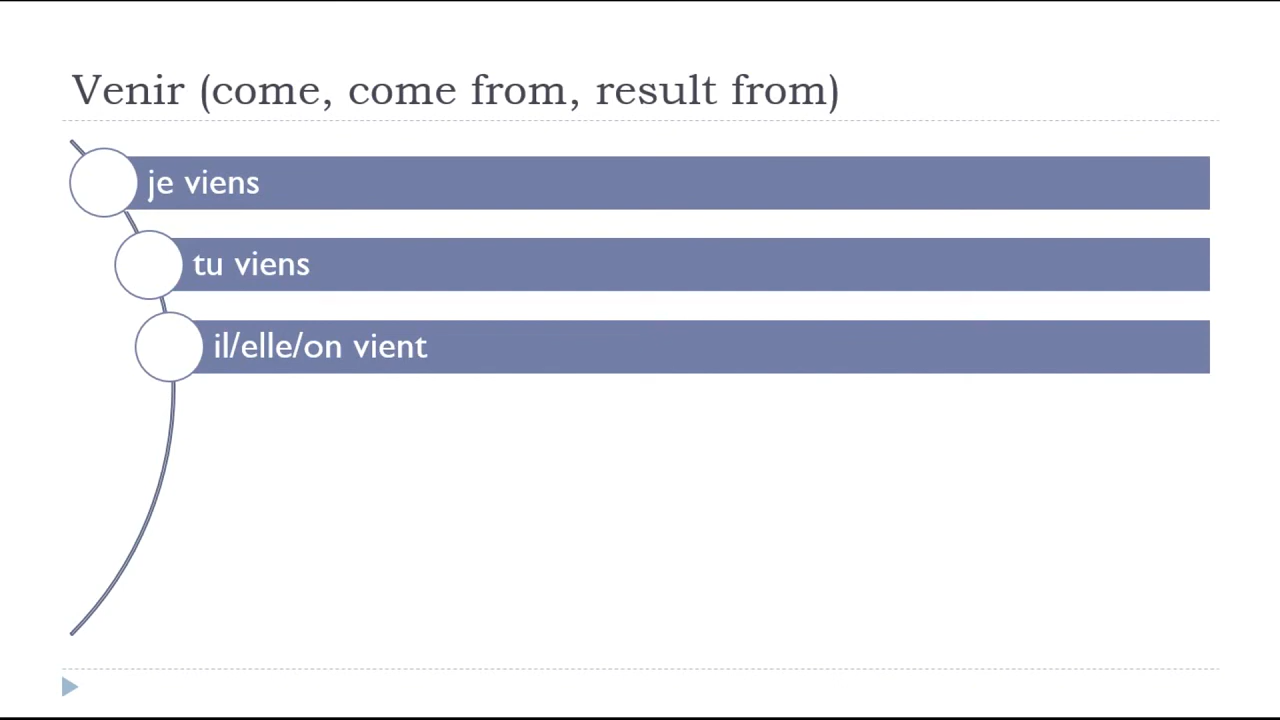 Venir (come, come from, result from)
je viens
tu viens
il/elle/on vient